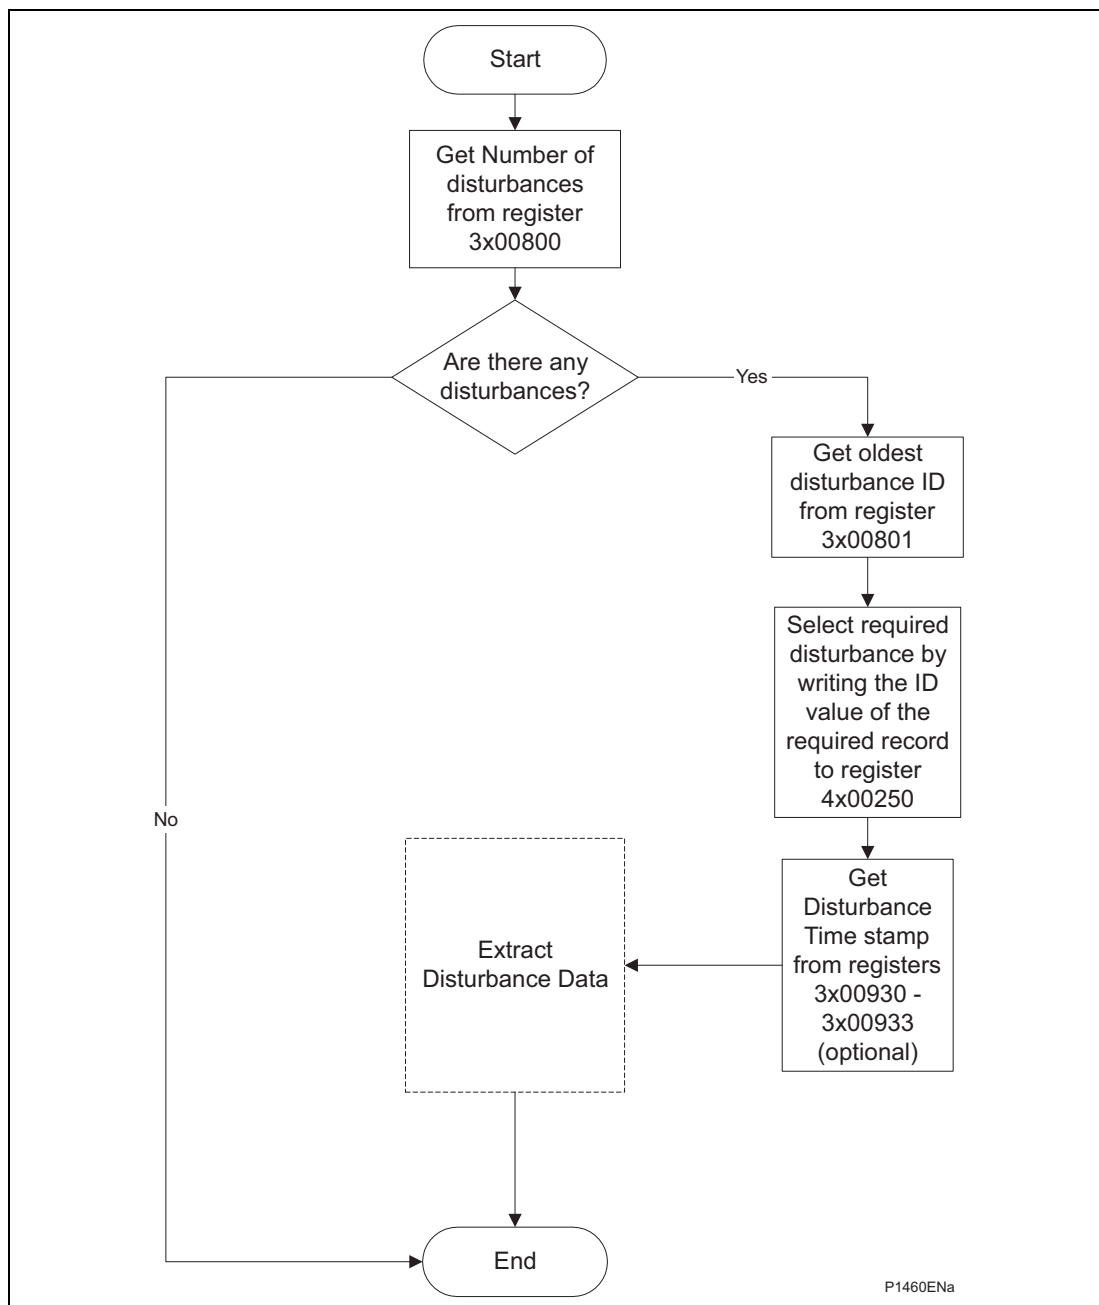 Start
Get Number of
disturbances
from register
3x00800
Are there any
disturbances?
Yes
Get oldest
disturbance ID
from register
3x00801
Select required
disturbance by
writing the ID
value of the
required record
to register
4x00250
No
Get
Disturbance
Time stamp
from registers
3x00930 -
3x00933
(optional)
Extract
Disturbance Data
End
P1460ENa